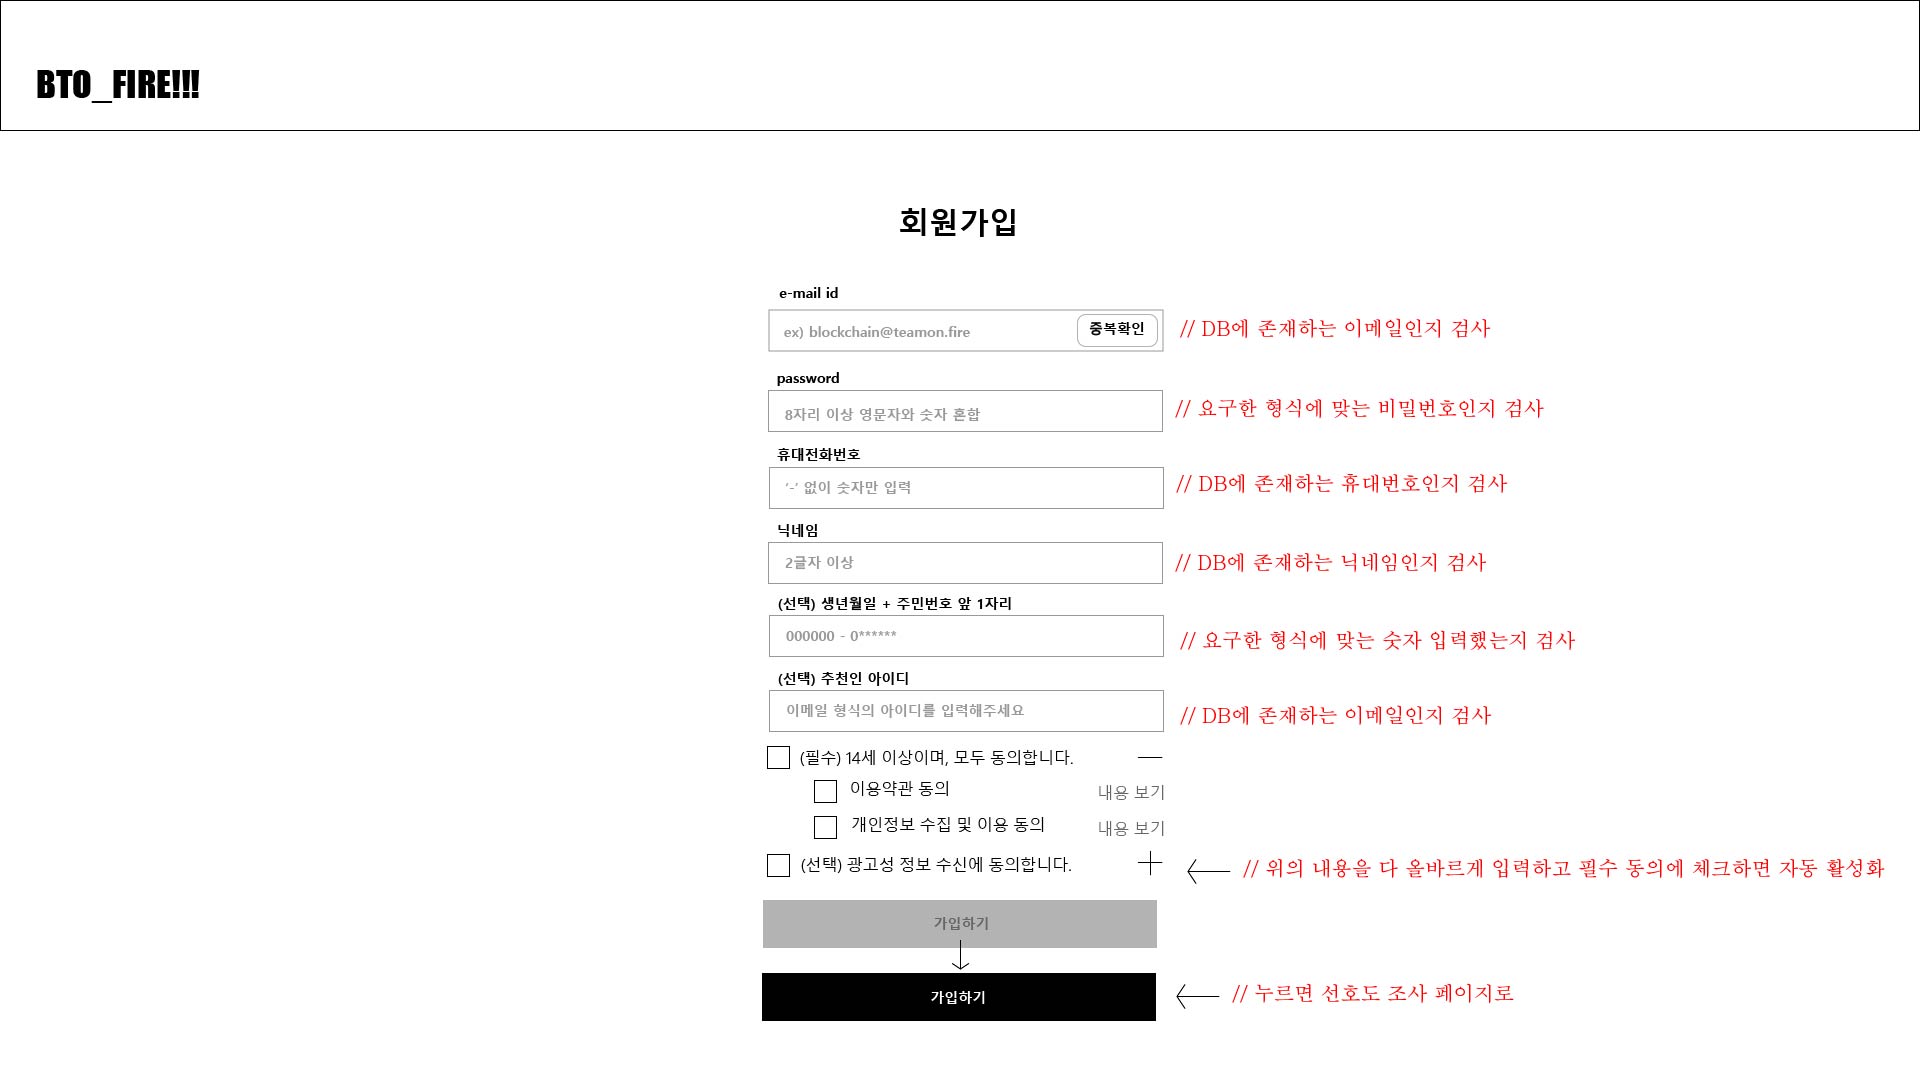 BTO_FIRE!!!
회원가입
e-mail id
ex) blockchain@teamon.fire
중복확인
// DB에 존재하는 이메일인지 검사
password
8자리 이상 영문자와 숫자 혼합
// 요구한 형식에 맞는 비밀번호인지 검사
휴대전화번호
'-' 없이 숫자만 입력
// DB에 존재하는 휴대번호인지 검사
닉네임
2글자 이상
// DB에 존재하는 닉네임인지 검사
(선택) 생년월일 + 주민번호 앞 1자리
000000 - 0******
// 요구한 형식에 맞는 숫자 입력했는지 검사
(선택) 추천인 아이디
이메일 형식의 아이디를 입력해주세요
// DB에 존재하는 이메일인지 검사
(필수) 14세 이상이며, 모두 동의합니다.
이용약관 동의
내용 보기
개인정보 수집 및 이용 동의
내용 보기
(선택) 광고성 정보 수신에 동의합니다.
// 위의 내용을 다 올바르게 입력하고 필수 동의에 체크하면 자동 활성화
가입하기
가입하기
// 누르면 선호도 조사 페이지로